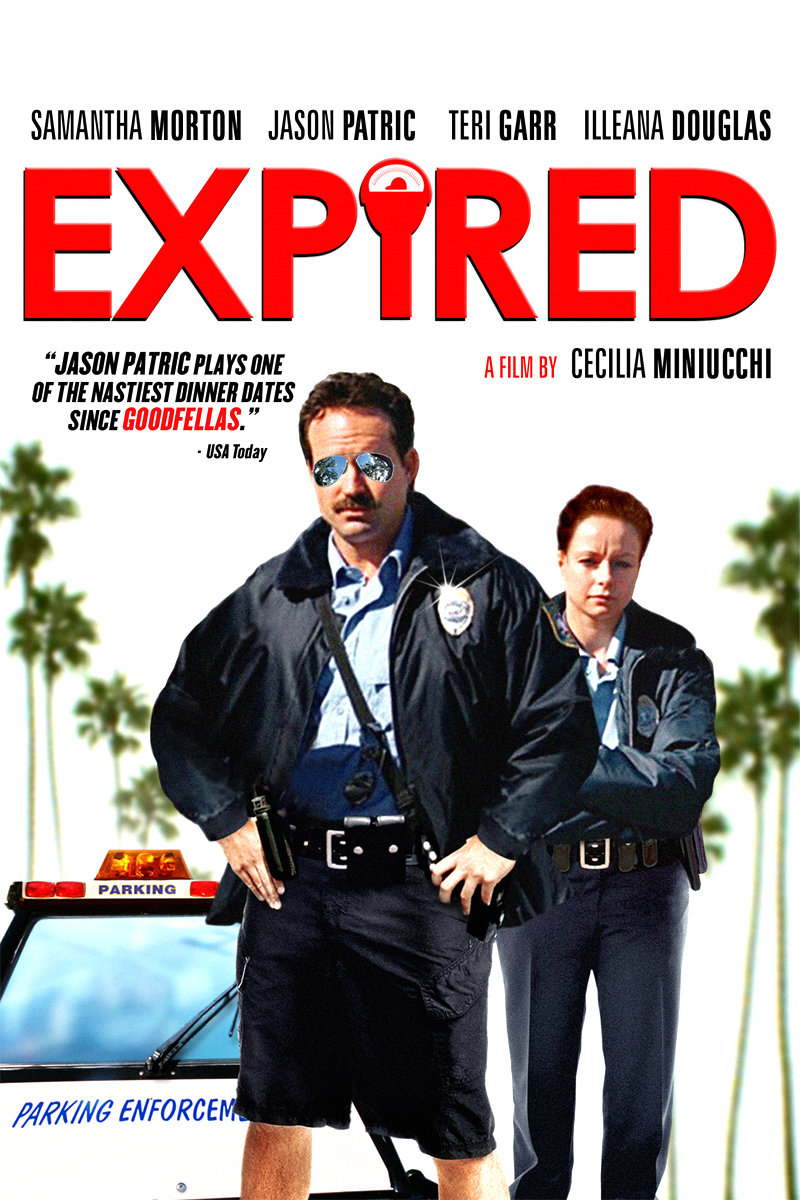 SAMANTHA MORTON JASON PATRIC TERI GARR ILLEANA DOUGLAS
EXPIRED
"JASON PATRIC PLAYS ONE
OF THE NASTIEST DINNER DATES
SINCE GOODFELLAS."
- USA Today
A FILM BY CECILIA MINIUCCHI
PARKING
PARKING ENFORCEM